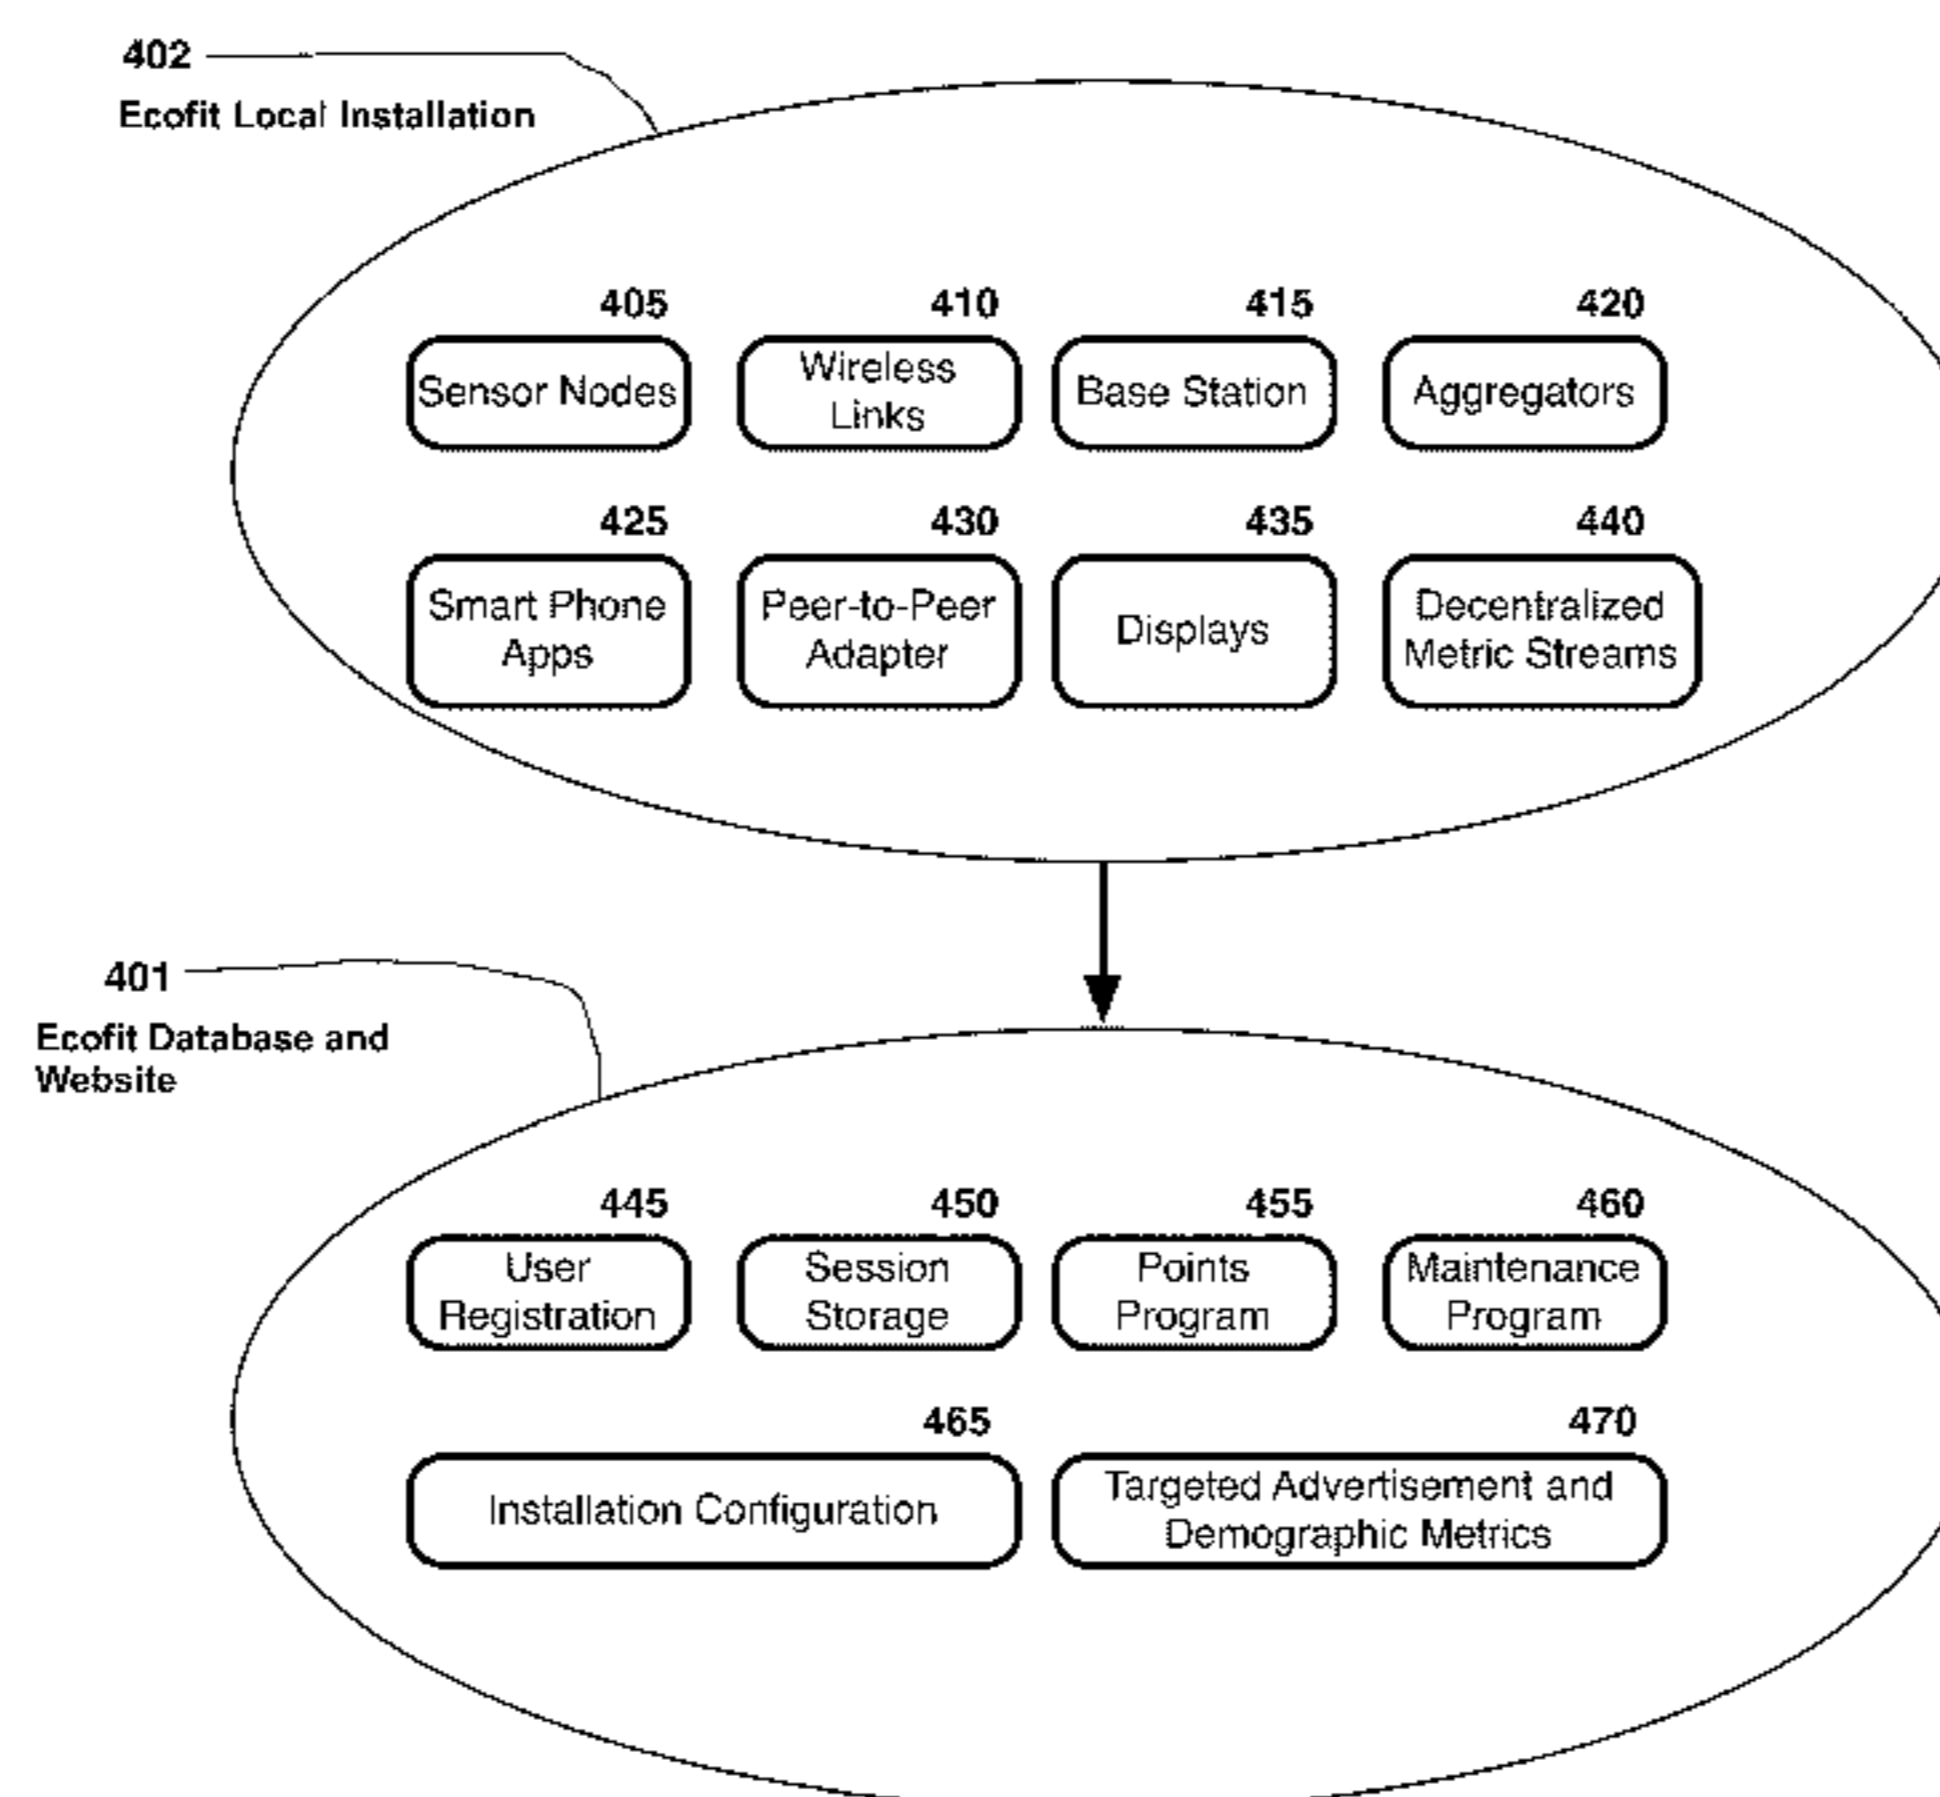 402
Ecofit Local Installation
405 410 415 420
Sensor Nodes
Wireless
Links
Base Station
Aggregators
425 430 435 440
Smart Phone
Apps
Peer-to-Peer
Adapter
Displays
Decentralized
Metric Streams
401
Ecofit Database and
Website
445 450 455 460
User
Registration
Session
Storage
Points
Program
Maintenance
Program
465 470
Installation Configuration
Targeted Advertisement and
Demographic Metrics